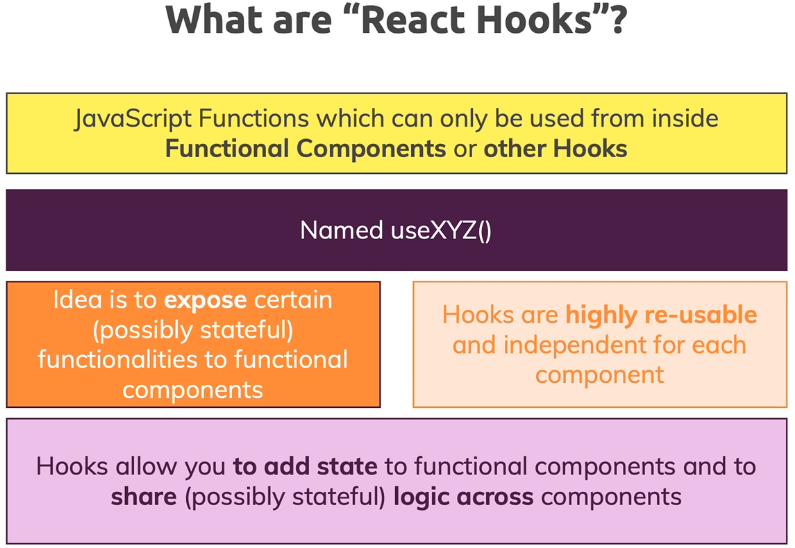 What are “React Hooks”?
JavaScript Functions which can only be used from inside
Functional Components or other Hooks
Named useXYZ()
Idea is to expose certain
(possibly stateful)
functionalities to functional
components
Hooks are highly re-usable
and independent for each
component
Hooks allow you to add state to functional components and to
share (possibly stateful) logic across components